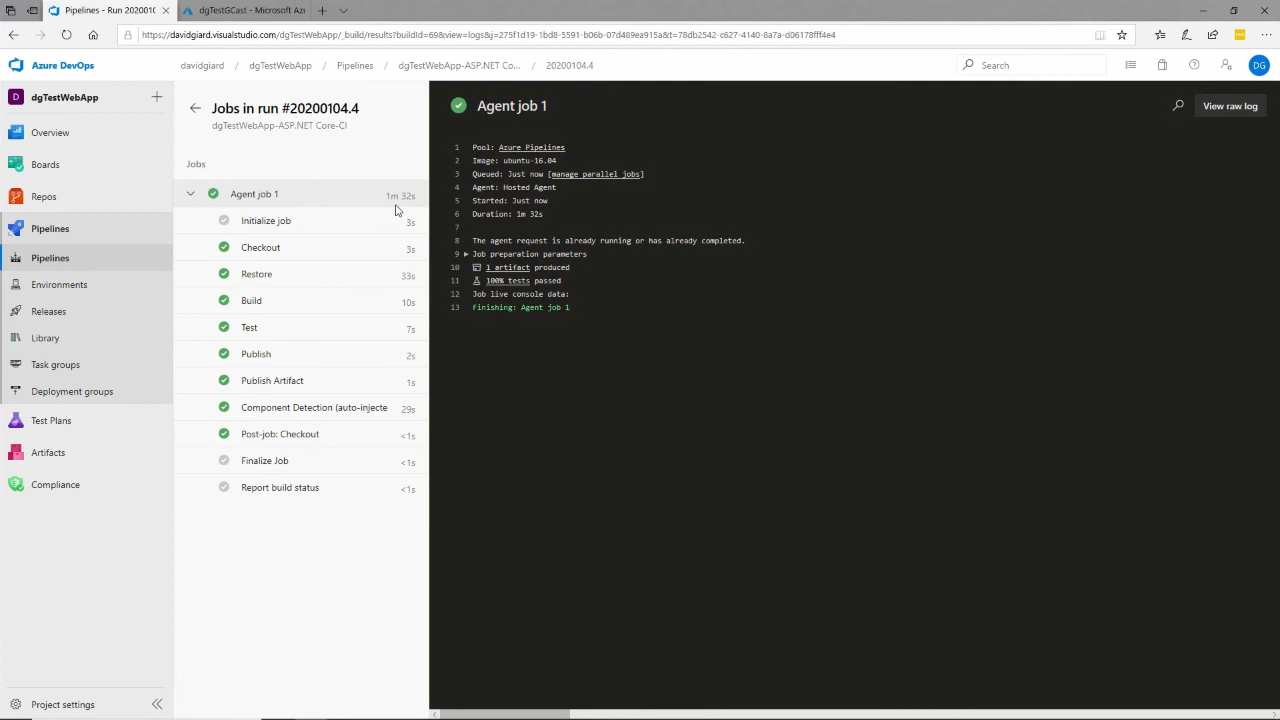 Pipelines - Run 2020010
dgTestGCast - Microsoft Az
https://davidgiard.visualstudio.com/dgTestWebApp/_build/results?buildId=69&view=logs&j=275f1d19-1bd8-5591-b06b-07d489ea915a&t=78db2542-c627-4140-8a7a-d06178fff4e4
Azure DevOps
davidgiard / dgTestWebApp / Pipelines / dgTestWebApp-ASP.NET Co... / 20200104.4
Search
DG
D
dgTestWebApp
Overview
Boards
Repos
Pipelines
Pipelines
Environments
Releases
Library
Task groups
Deployment groups
Test Plans
Artifacts
Compliance
Project settings
Jobs in run #20200104.4
dgTestWebApp-ASP.NET Core-CI
Jobs
Agent job 1 1m 32s
Initialize job 3s
Checkout 3s
Restore 33s
Build 10s
Test 7s
Publish 2s
Publish Artifact 1s
Component Detection (auto-injecte 29s
Post-job: Checkout <1s
Finalize Job <1s
Report build status <1s
Agent job 1
View raw log
1 Pool: Azure Pipelines
2 Image: ubuntu-16.04
3 Queued: Just now [manage parallel jobs]
4 Agent: Hosted Agent
5 Started: Just now
6 Duration: 1m 32s
7
8 The agent request is already running or has already completed.
9 Job preparation parameters
10 1 artifact produced
11 100% tests passed
12 Job live console data:
13 Finishing: Agent job 1